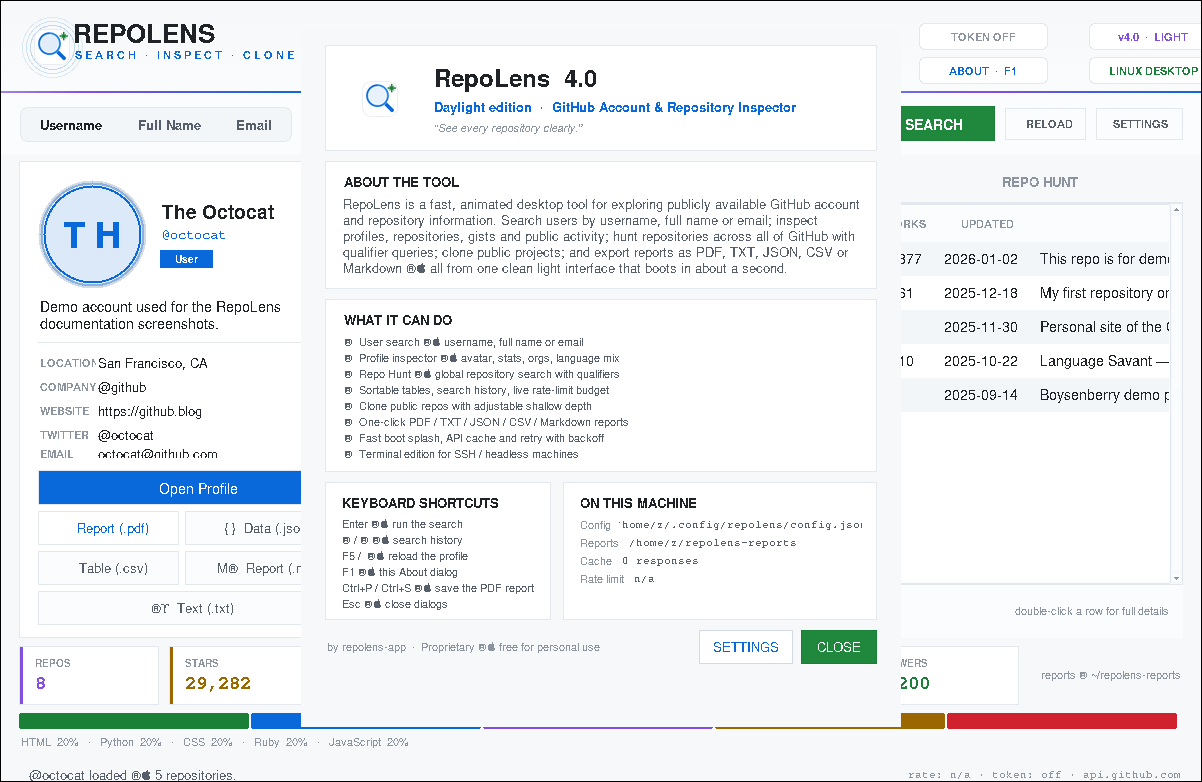 REPOLENS
SEARCH · INSPECT · CLONE
TOKEN OFF
v4.0 · LIGHT
ABOUT · F1
LINUX DESKTOP
Username
Full Name
Email
SEARCH
RELOAD
SETTINGS
T H
The Octocat
@octocat
User
Demo account used for the RepoLens
documentation screenshots.
LOCATION San Francisco, CA
COMPANY @github
WEBSITE https://github.blog
TWITTER @octocat
EMAIL octocat@github.com
Open Profile
Report (.pdf)
{ } Data (.jso
Table (.csv)
M® Report (.r
®ϒ Text (.txt)
RepoLens 4.0
Daylight edition · GitHub Account & Repository Inspector
“See every repository clearly.”
ABOUT THE TOOL
RepoLens is a fast, animated desktop tool for exploring publicly available GitHub account
and repository information. Search users by username, full name or email; inspect
profiles, repositories, gists and public activity; hunt repositories across all of GitHub with
qualifier queries; clone public projects; and export reports as PDF, TXT, JSON, CSV or
Markdown ® all from one clean light interface that boots in about a second.
WHAT IT CAN DO
® User search ® username, full name or email
® Profile inspector ® avatar, stats, orgs, language mix
® Repo Hunt ® global repository search with qualifiers
® Sortable tables, search history, live rate-limit budget
® Clone public repos with adjustable shallow depth
® One-click PDF / TXT / JSON / CSV / Markdown reports
® Fast boot splash, API cache and retry with backoff
® Terminal edition for SSH / headless machines
KEYBOARD SHORTCUTS
Enter ® run the search
® / ® ® search history
F5 / ® reload the profile
F1 ® this About dialog
Ctrl+P / Ctrl+S ® save the PDF report
Esc ® close dialogs
ON THIS MACHINE
Config home/z/.config/repolens/config.json
Reports /home/z/repolens-reports
Cache 0 responses
Rate limit n/a
by repolens-app · Proprietary ® free for personal use
SETTINGS
CLOSE
REPO HUNT
RKS UPDATED
377 2026-01-02 This repo is for demo
61 2025-12-18 My first repository or
2025-11-30 Personal site of the
10 2025-10-22 Language Savant —
2025-09-14 Boysenberry demo p
double-click a row for full details
REPOS
8
STARS
29,282
WERS
200
reports ® ~/repolens-reports
HTML 20% · Python 20% · CSS 20% · Ruby 20% · JavaScript 20%
@octocat loaded ® 5 repositories.
rate: n/a · token: off · api.github.com